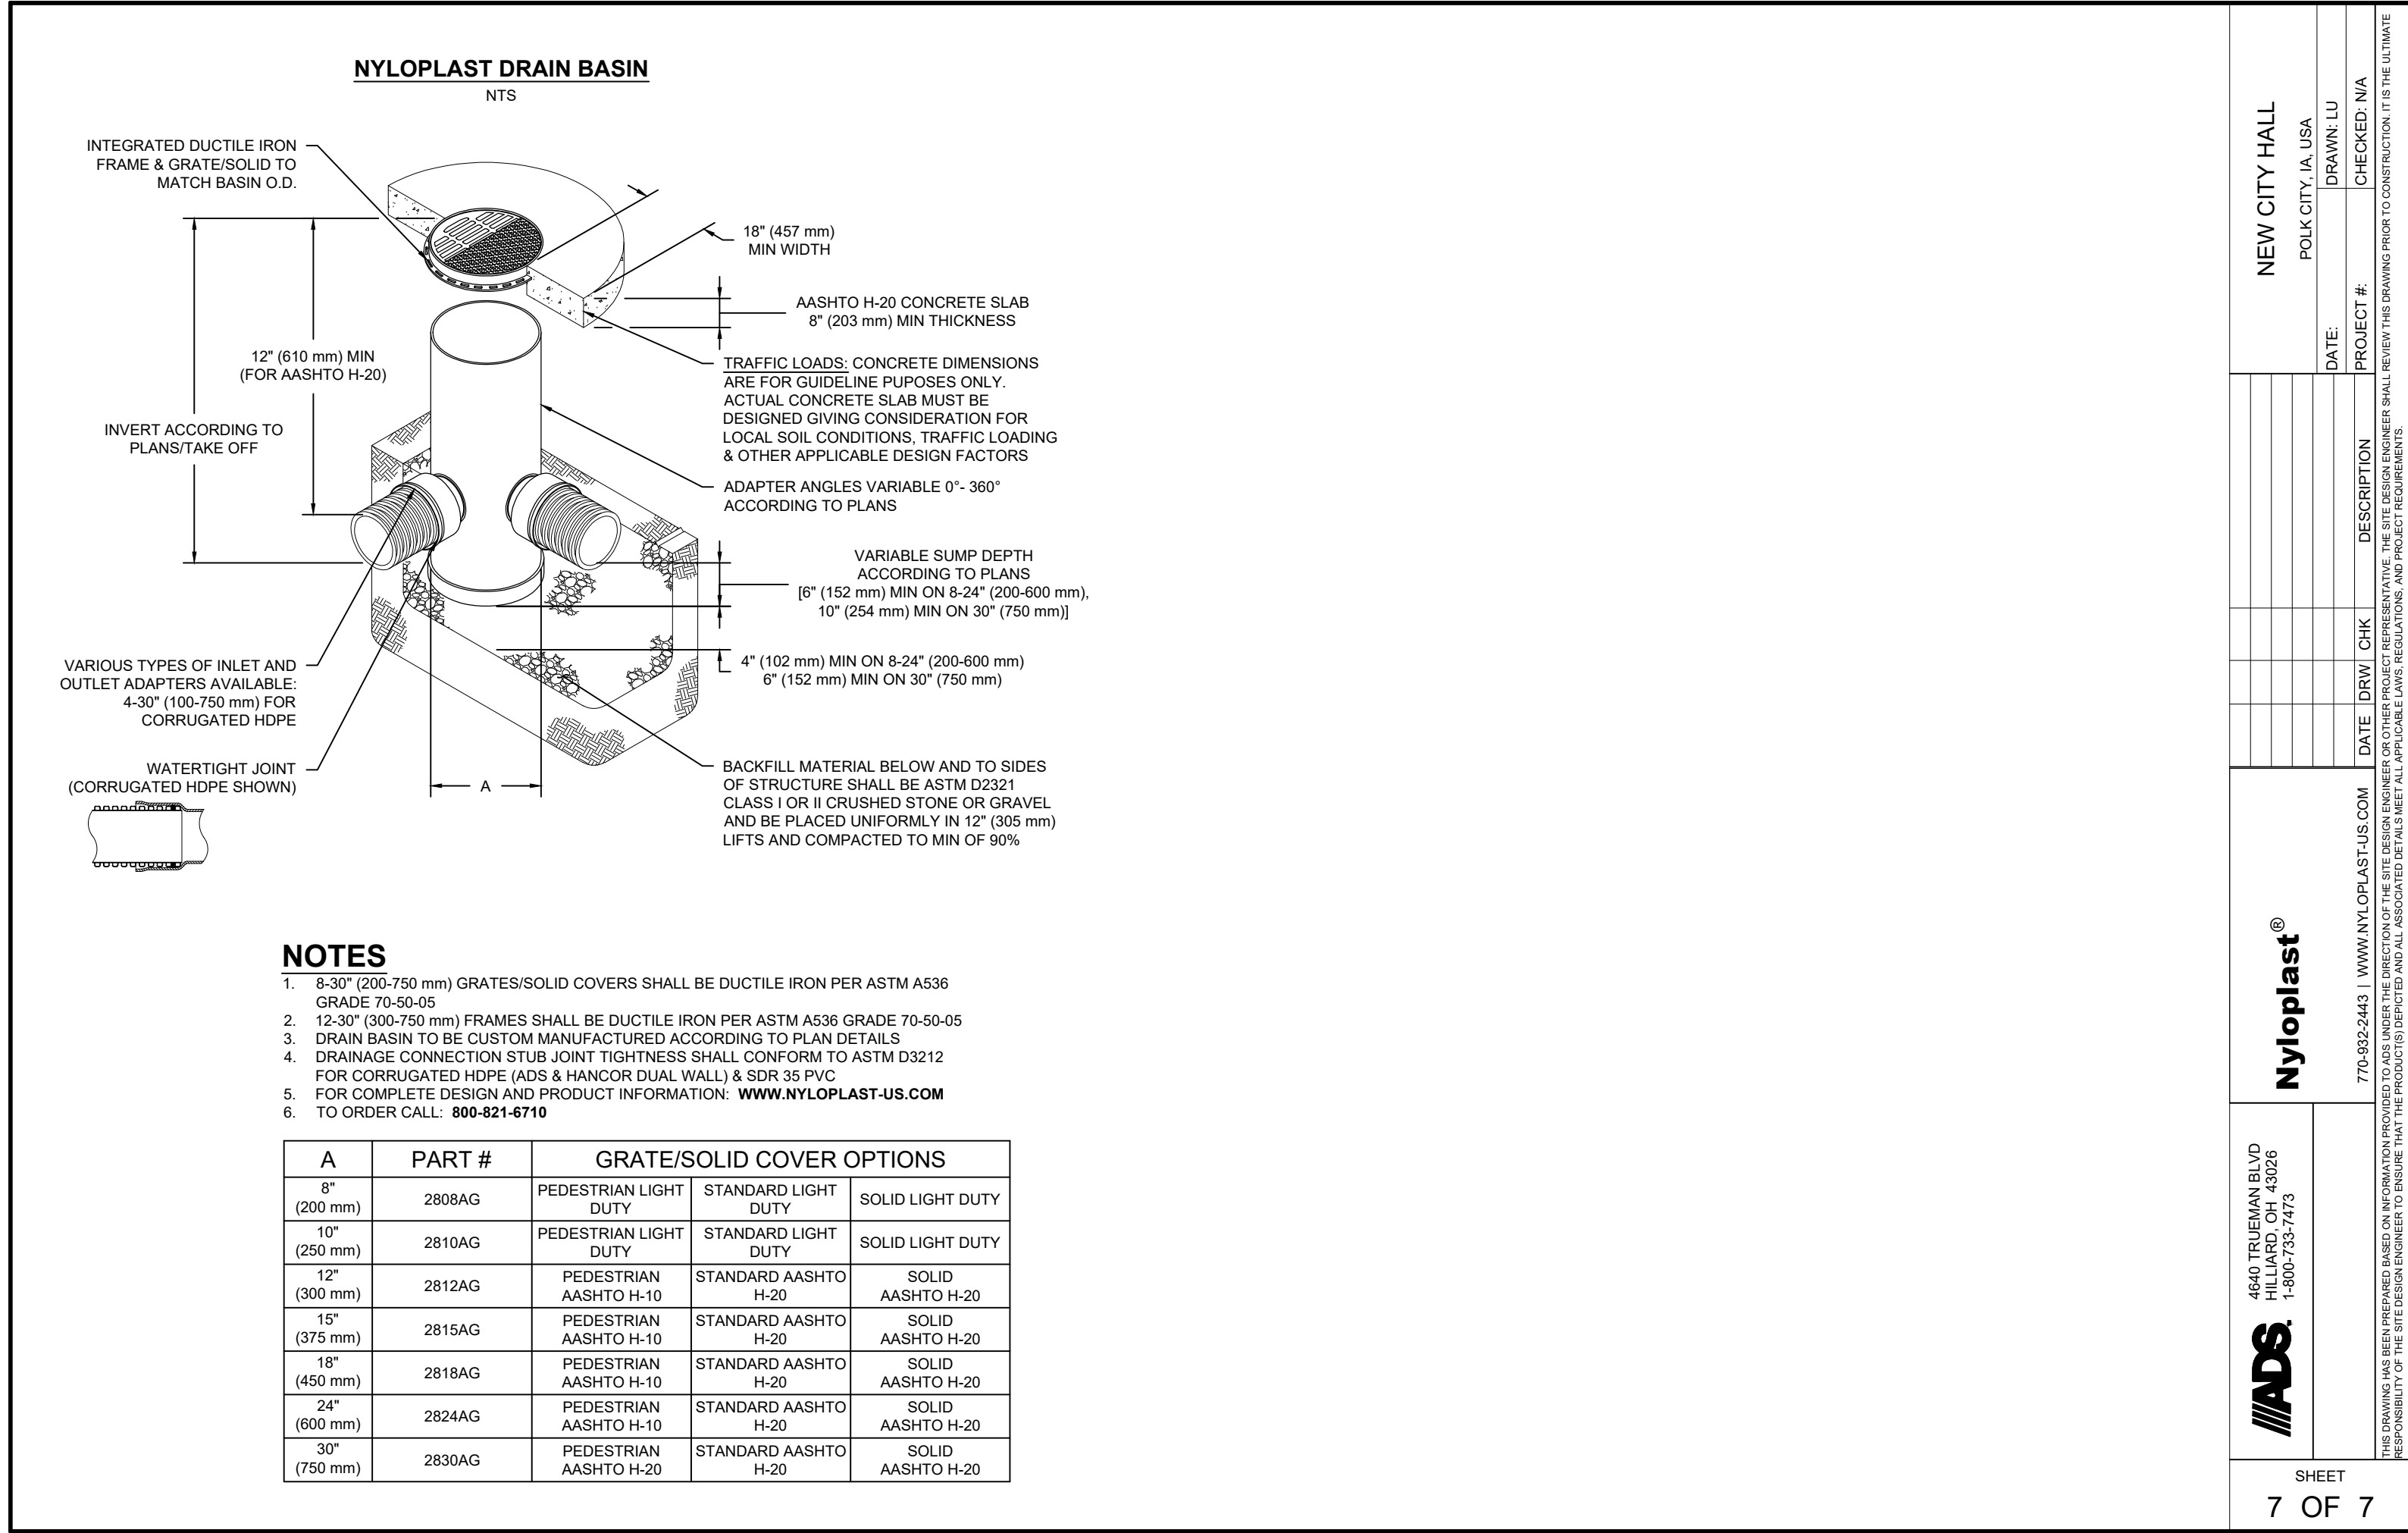 NYLOPLAST DRAIN BASIN
NTS
INTEGRATED DUCTILE IRON
FRAME & GRATE/SOLID TO
MATCH BASIN O.D.
18" (457 mm)
MIN WIDTH
AASHTO H-20 CONCRETE SLAB
8" (203 mm) MIN THICKNESS
12" (610 mm) MIN
(FOR AASHTO H-20)
INVERT ACCORDING TO
PLANS/TAKE OFF
TRAFFIC LOADS: CONCRETE DIMENSIONS
ARE FOR GUIDELINE PUPOSES ONLY.
ACTUAL CONCRETE SLAB MUST BE
DESIGNED GIVING CONSIDERATION FOR
LOCAL SOIL CONDITIONS, TRAFFIC LOADING
& OTHER APPLICABLE DESIGN FACTORS
ADAPTER ANGLES VARIABLE 0°- 360°
ACCORDING TO PLANS
VARIABLE SUMP DEPTH
ACCORDING TO PLANS
[6" (152 mm) MIN ON 8-24" (200-600 mm),
10" (254 mm) MIN ON 30" (750 mm)]
4" (102 mm) MIN ON 8-24" (200-600 mm)
6" (152 mm) MIN ON 30" (750 mm)
VARIOUS TYPES OF INLET AND
OUTLET ADAPTERS AVAILABLE:
4-30" (100-750 mm) FOR
CORRUGATED HDPE
WATERTIGHT JOINT
(CORRUGATED HDPE SHOWN)
A
BACKFILL MATERIAL BELOW AND TO SIDES
OF STRUCTURE SHALL BE ASTM D2321
CLASS I OR II CRUSHED STONE OR GRAVEL
AND BE PLACED UNIFORMLY IN 12" (305 mm)
LIFTS AND COMPACTED TO MIN OF 90%
NOTES
1. 8-30" (200-750 mm) GRATES/SOLID COVERS SHALL BE DUCTILE IRON PER ASTM A536
GRADE 70-50-05
2. 12-30" (300-750 mm) FRAMES SHALL BE DUCTILE IRON PER ASTM A536 GRADE 70-50-05
3. DRAIN BASIN TO BE CUSTOM MANUFACTURED ACCORDING TO PLAN DETAILS
4. DRAINAGE CONNECTION STUB JOINT TIGHTNESS SHALL CONFORM TO ASTM D3212
FOR CORRUGATED HDPE (ADS & HANCOR DUAL WALL) & SDR 35 PVC
5. FOR COMPLETE DESIGN AND PRODUCT INFORMATION: WWW.NYLOPLAST-US.COM
6. TO ORDER CALL: 800-821-6710
A PART # GRATE/SOLID COVER OPTIONS
8" (200 mm) 2808AG PEDESTRIAN LIGHT DUTY STANDARD LIGHT DUTY SOLID LIGHT DUTY
10" (250 mm) 2810AG PEDESTRIAN LIGHT DUTY STANDARD LIGHT DUTY SOLID LIGHT DUTY
12" (300 mm) 2812AG PEDESTRIAN AASHTO H-10 STANDARD AASHTO H-20 SOLID AASHTO H-20
15" (375 mm) 2815AG PEDESTRIAN AASHTO H-10 STANDARD AASHTO H-20 SOLID AASHTO H-20
18" (450 mm) 2818AG PEDESTRIAN AASHTO H-10 STANDARD AASHTO H-20 SOLID AASHTO H-20
24" (600 mm) 2824AG PEDESTRIAN AASHTO H-10 STANDARD AASHTO H-20 SOLID AASHTO H-20
30" (750 mm) 2830AG PEDESTRIAN AASHTO H-20 STANDARD AASHTO H-20 SOLID AASHTO H-20
NEW CITY HALL
POLK CITY, IA, USA
DATE: DRAWN: LU
PROJECT #: CHECKED: N/A
DATE DRW CHK DESCRIPTION
Nyloplast®
770-932-2443 | WWW.NYLOPLAST-US.COM
ADS
4640 TRUEMAN BLVD
HILLIARD, OH 43026
1-800-733-7473
THIS DRAWING HAS BEEN PREPARED BASED ON INFORMATION PROVIDED TO ADS UNDER THE DIRECTION OF THE SITE DESIGN ENGINEER OR OTHER PROJECT REPRESENTATIVE. THE SITE DESIGN ENGINEER SHALL REVIEW THIS DRAWING PRIOR TO CONSTRUCTION. IT IS THE ULTIMATE
RESPONSIBILITY OF THE SITE DESIGN ENGINEER TO ENSURE THAT THE PRODUCT(S) DEPICTED AND ALL ASSOCIATED DETAILS MEET ALL APPLICABLE LAWS, REGULATIONS, AND PROJECT REQUIREMENTS.
SHEET
7 OF 7